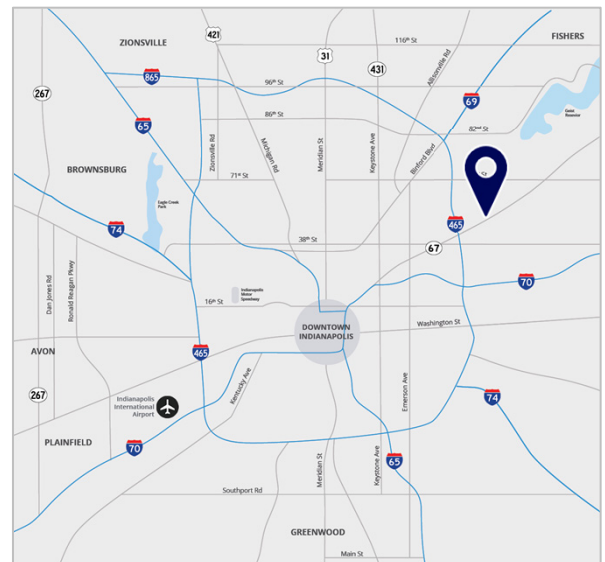 421
116th St
FISHERS
ZIONSVILLE
31
431
Allisonville Rd
865
96th St
267
69
65
86th St
82nd St
Geist
Reservoir
Zionsville Rd
Michigan Rd
Meridian St
Keystone Ave
Binford Blvd
BROWNSBURG
71st St
St
Eagle Creek
Park
74
465
38th St
67
70
Dan Jones Rd
Ronald Reagan Pkwy
Indianapolis
Motor
Speedway
16th St
DOWNTOWN
INDIANAPOLIS
Washington St
AVON
465
Kentucky Ave
Emerson Ave
267
74
Indianapolis
International
Airport
PLAINFIELD
70
65
Meridian St
Keystone Ave
Southport Rd
GREENWOOD
Main St